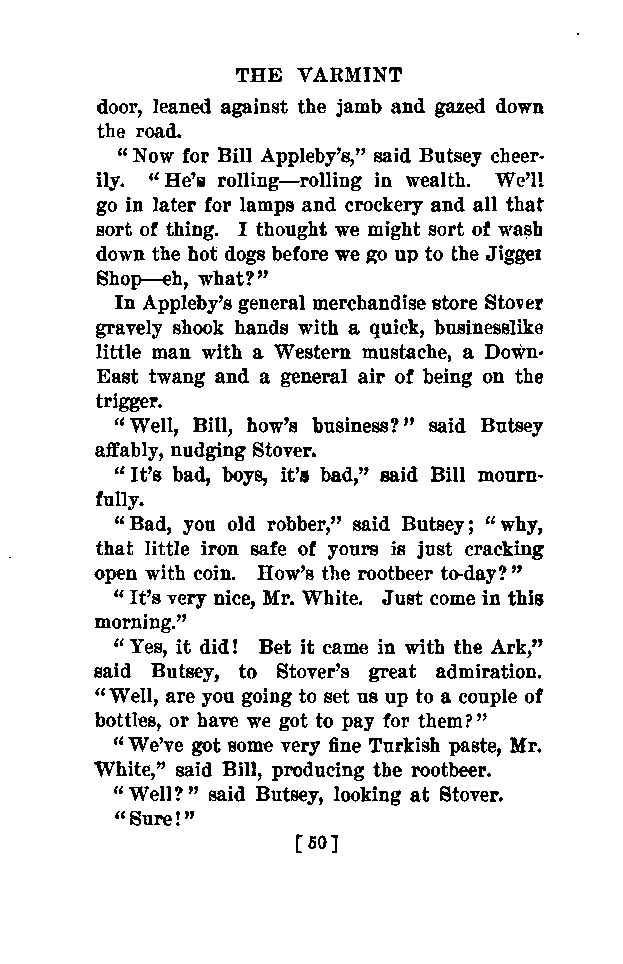 THE VARMINT
door, leaned against the jamb and gazed down
the road.
“Now for Bill Appleby’s,” said Butsey cheer-
ily. “He’s rolling—rolling in wealth. We’ll
go in later for lamps and crockery and all that
sort of thing. I thought we might sort of wash
down the hot dogs before we go up to the Jigger
Shop—eh, what?”
In Appleby’s general merchandise store Stover
gravely shook hands with a quick, businesslike
little man with a Western mustache, a Down-
East twang and a general air of being on the
trigger.
“Well, Bill, how’s business?” said Butsey
affably, nudging Stover.
“It’s bad, boys, it’s bad,” said Bill mourn-
fully.
“Bad, you old robber,” said Butsey; “why,
that little iron safe of yours is just cracking
open with coin. How’s the rootbeer to-day?”
“It’s very nice, Mr. White. Just come in this
morning.”
“Yes, it did! Bet it came in with the Ark,”
said Butsey, to Stover’s great admiration.
“Well, are you going to set us up to a couple of
bottles, or have we got to pay for them?”
“We’ve got some very fine Turkish paste, Mr.
White,” said Bill, producing the rootbeer.
“Well?” said Butsey, looking at Stover.
“Sure!”
[50]